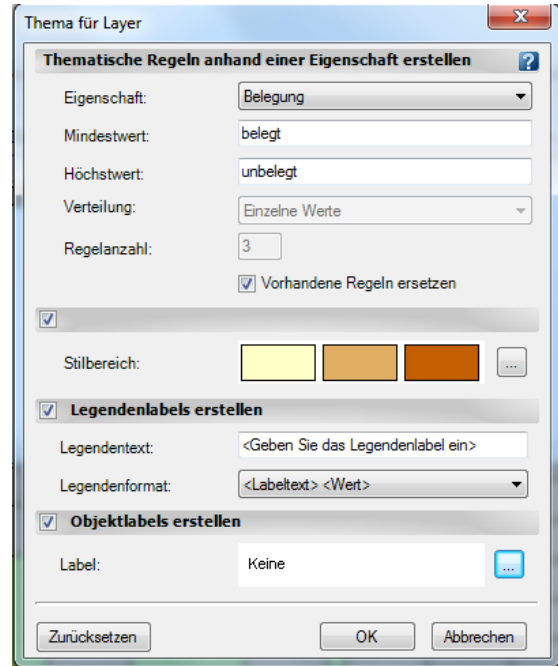 Thema für Layer
Thematische Regeln anhand einer Eigenschaft erstellen
Eigenschaft: Belegung
Mindestwert: belegt
Höchstwert: unbelegt
Verteilung: Einzelne Werte
Regelanzahl: 3
Vorhandene Regeln ersetzen
Stilbereich: ...
Legendenlabels erstellen
Legendentext: <Geben Sie das Legendenlabel ein>
Legendenformat: <Labeltext> <Wert>
Objektlabels erstellen
Label: Keine ...
Zurücksetzen OK Abbrechen